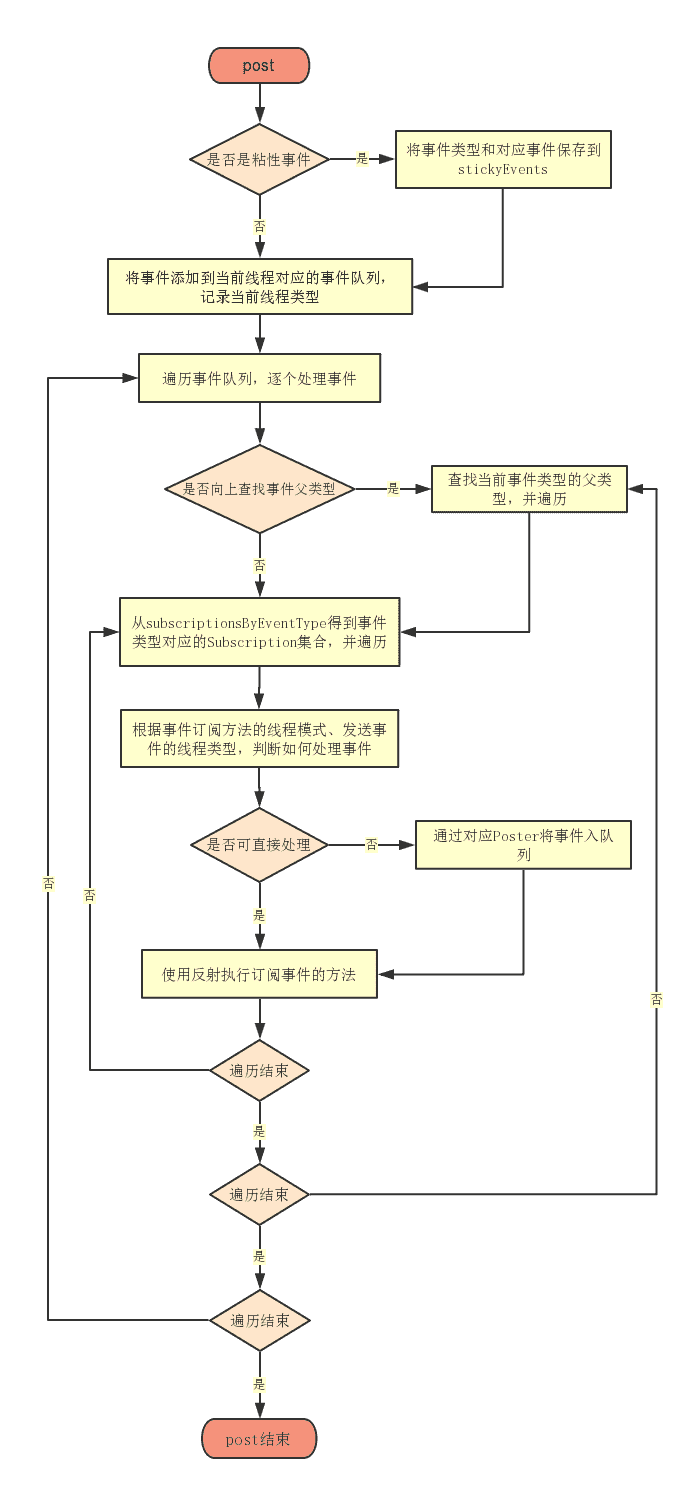 post
是否是粘性事件
是
将事件类型和对应事件保存到
stickyEvents
否
将事件添加到当前线程对应的事件队列，
记录当前线程类型
遍历事件队列，逐个处理事件
是否向上查找事件父类型
是
查找当前事件类型的父类
型，并遍历
否
从subscriptionsByEventType得到事件
类型对应的Subscription集合，并遍历
根据事件订阅方法的线程模式、发送事
件的线程类型，判断如何处理事件
是否可直接处理
否
通过对应Poster将事件入队
列
否
否
是
使用反射执行订阅事件的方法
否
遍历结束
是
遍历结束
是
遍历结束
是
post结束